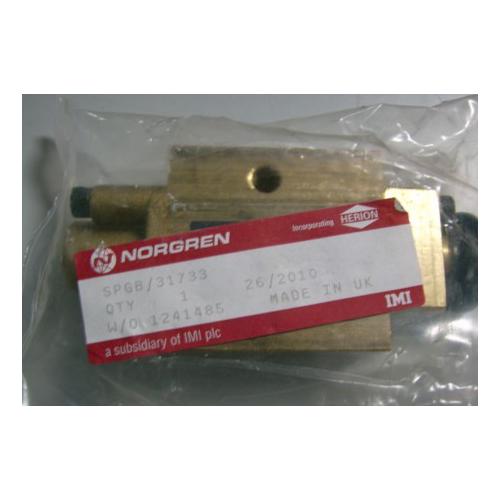 NORGREN
Incorporating HERION
SPGB/31733 26/2010
QTY 1 MADE IN UK
W/O 1241485
a subsidiary of IMI plc
IMI